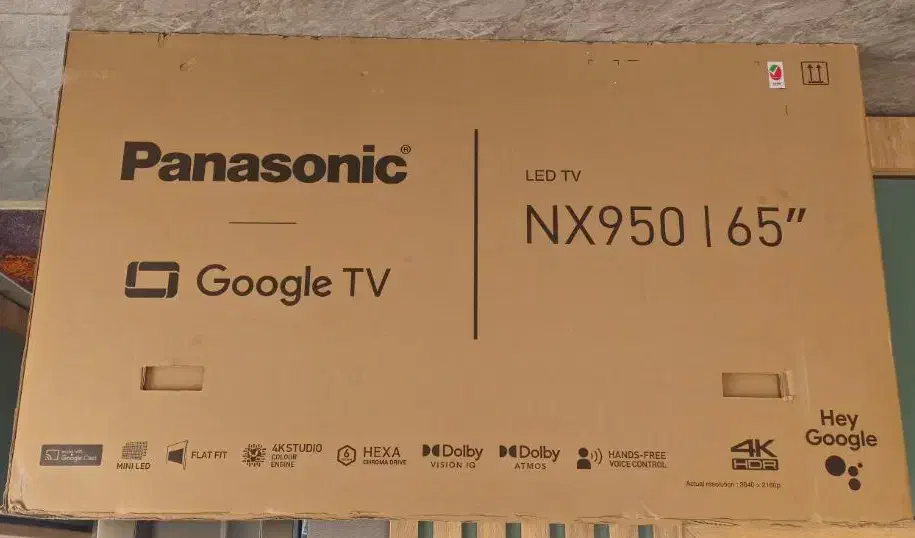 Panasonic®
Google TV
LED TV
NX950 | 65"
Google Cast
MINI LED
FLAT FIT
4K STUDIO
COLOUR
ENGINE
6
HEXA
CHROMA DRIVE
Dolby
VISION IQ
Dolby
ATMOS
HANDS-FREE
VOICE CONTROL
4K
HDR
Actual resolution : 3840 x 2160p
Hey
Google